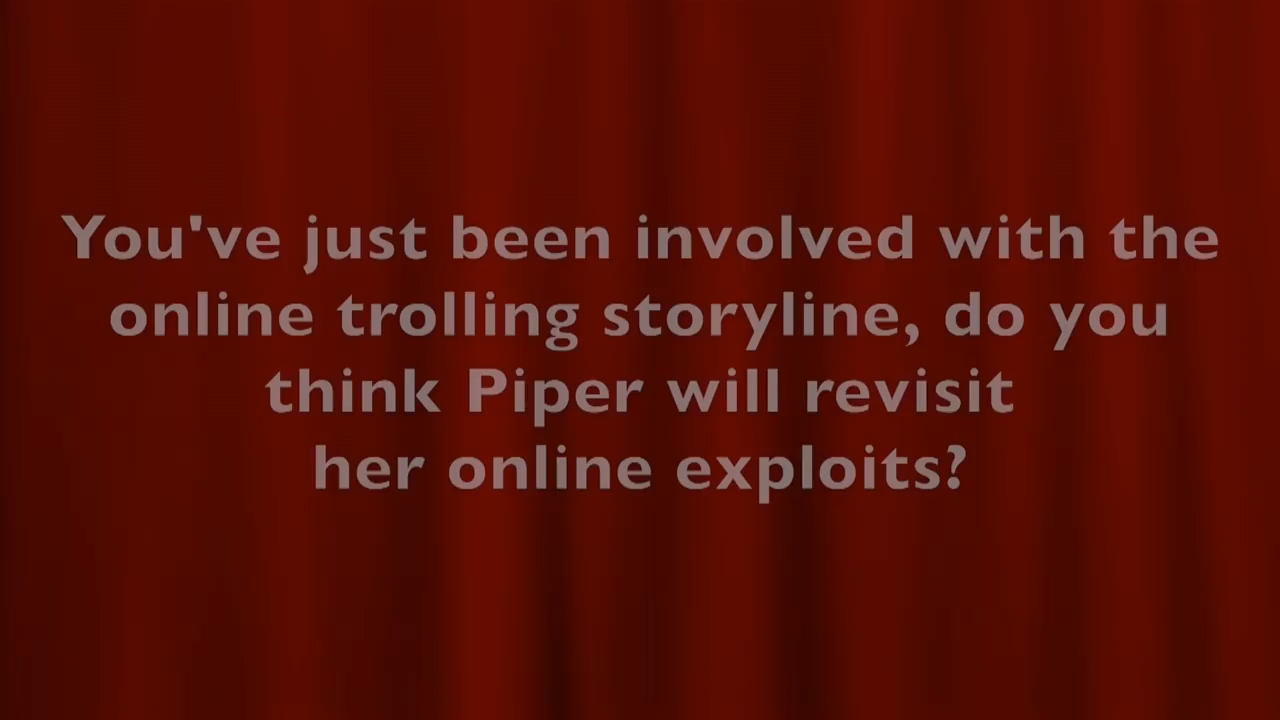 You've just been involved with the
online trolling storyline, do you
think Piper will revisit
her online exploits?